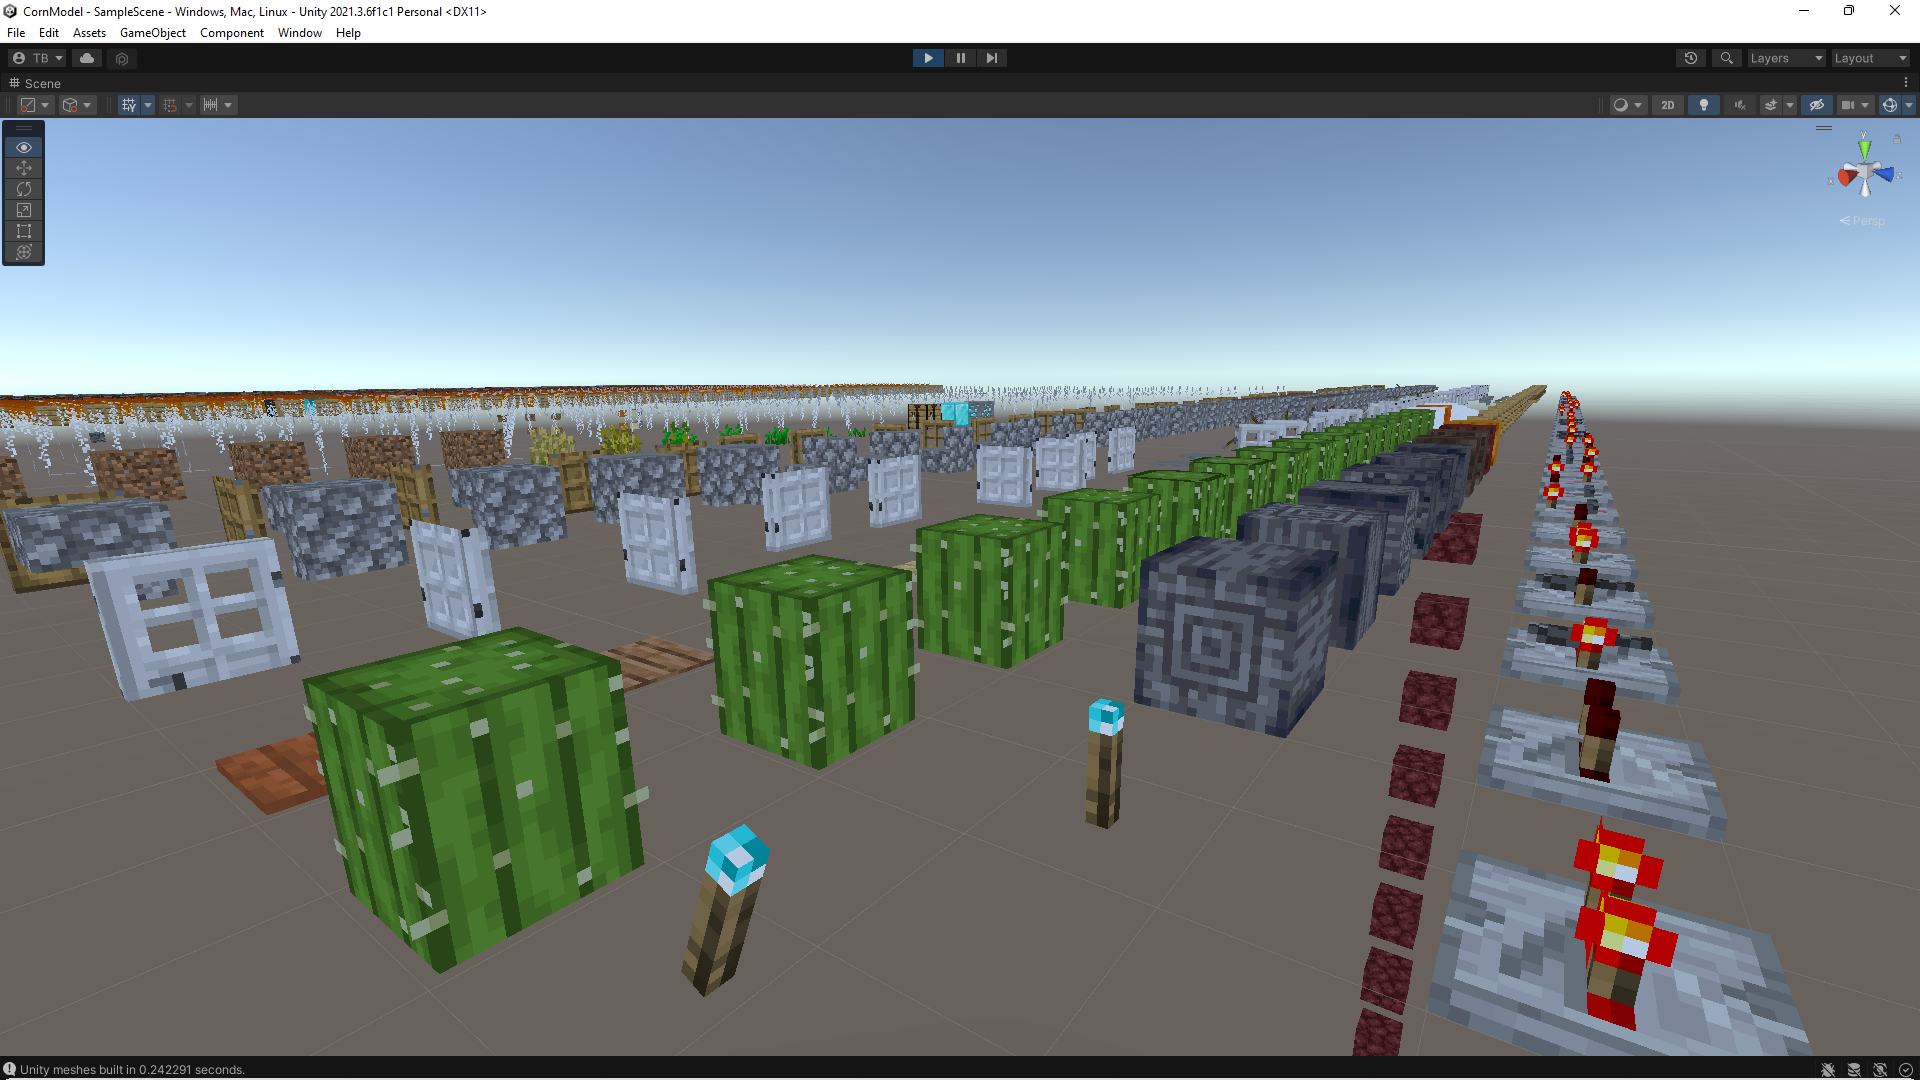 CornModel - SampleScene - Windows, Mac, Linux - Unity 2021.3.6f1c1 Personal <DX11>
File Edit Assets GameObject Component Window Help
TB Layers Layout
Scene
2D
y
x z
Persp
Unity meshes built in 0.242291 seconds.